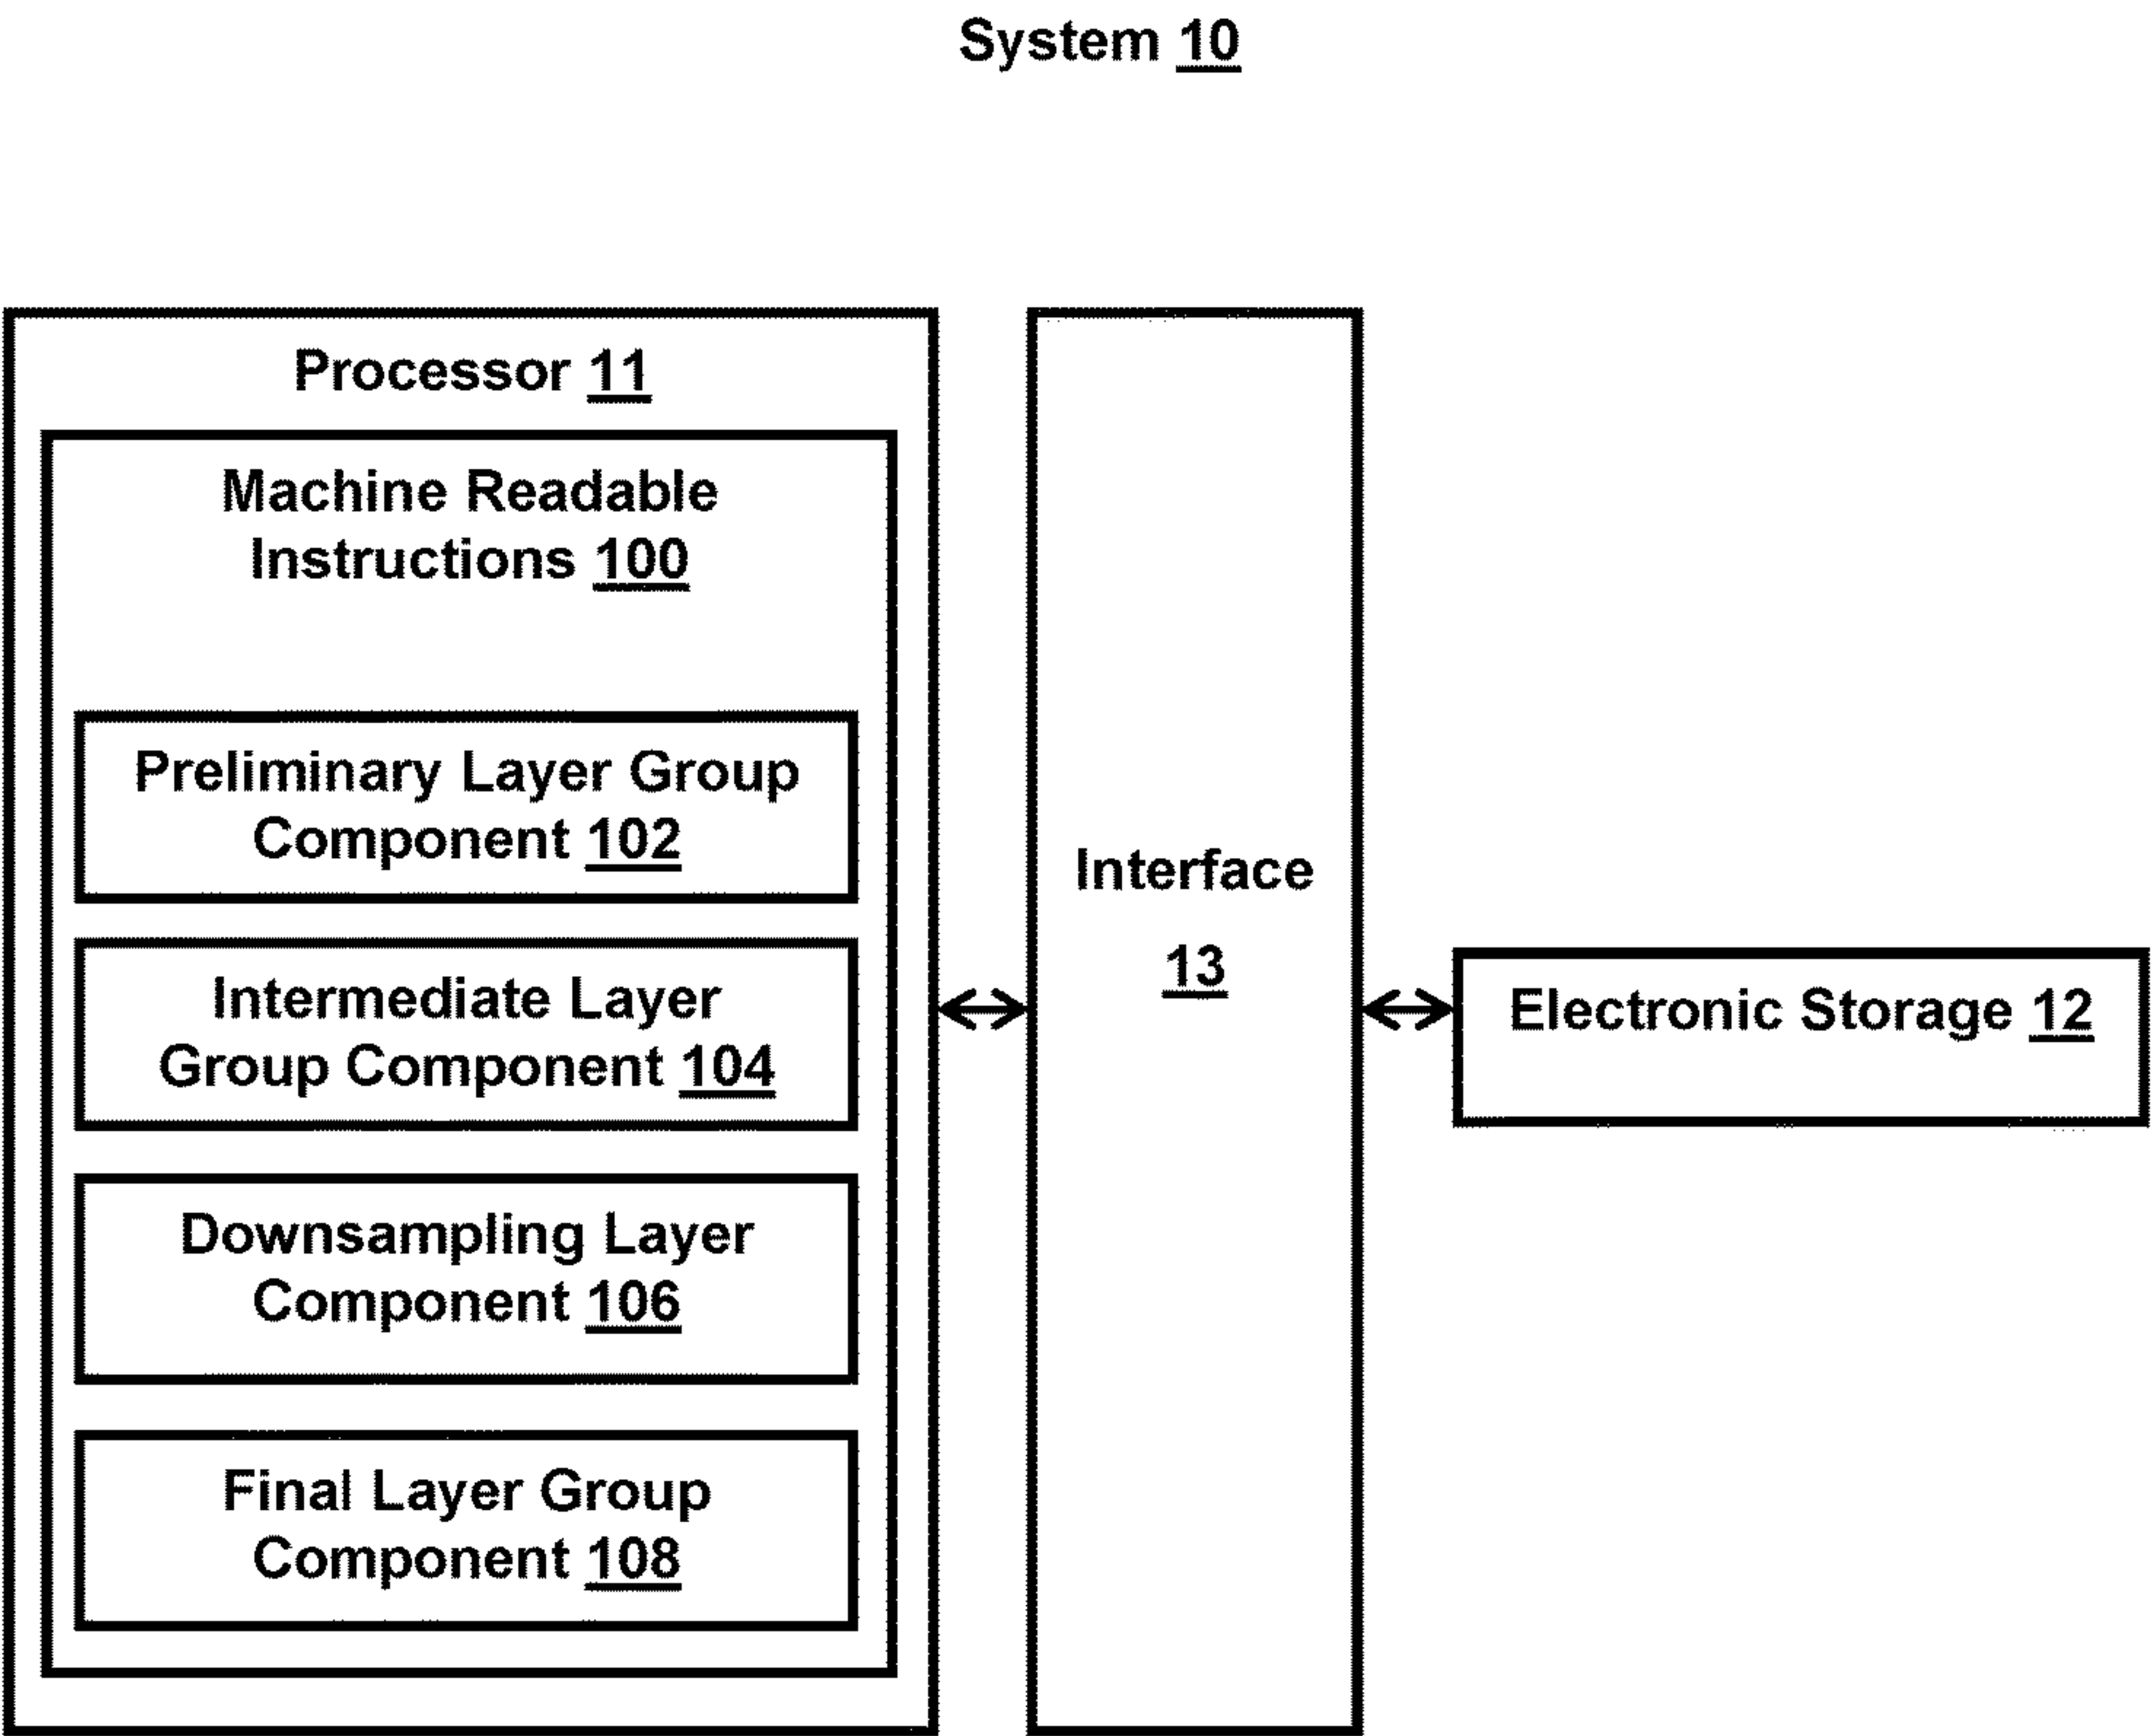 System 10
Processor 11
Machine Readable
Instructions 100
Preliminary Layer Group
Component 102
Intermediate Layer
Group Component 104
Downsampling Layer
Component 106
Final Layer Group
Component 108
Interface
13
Electronic Storage 12